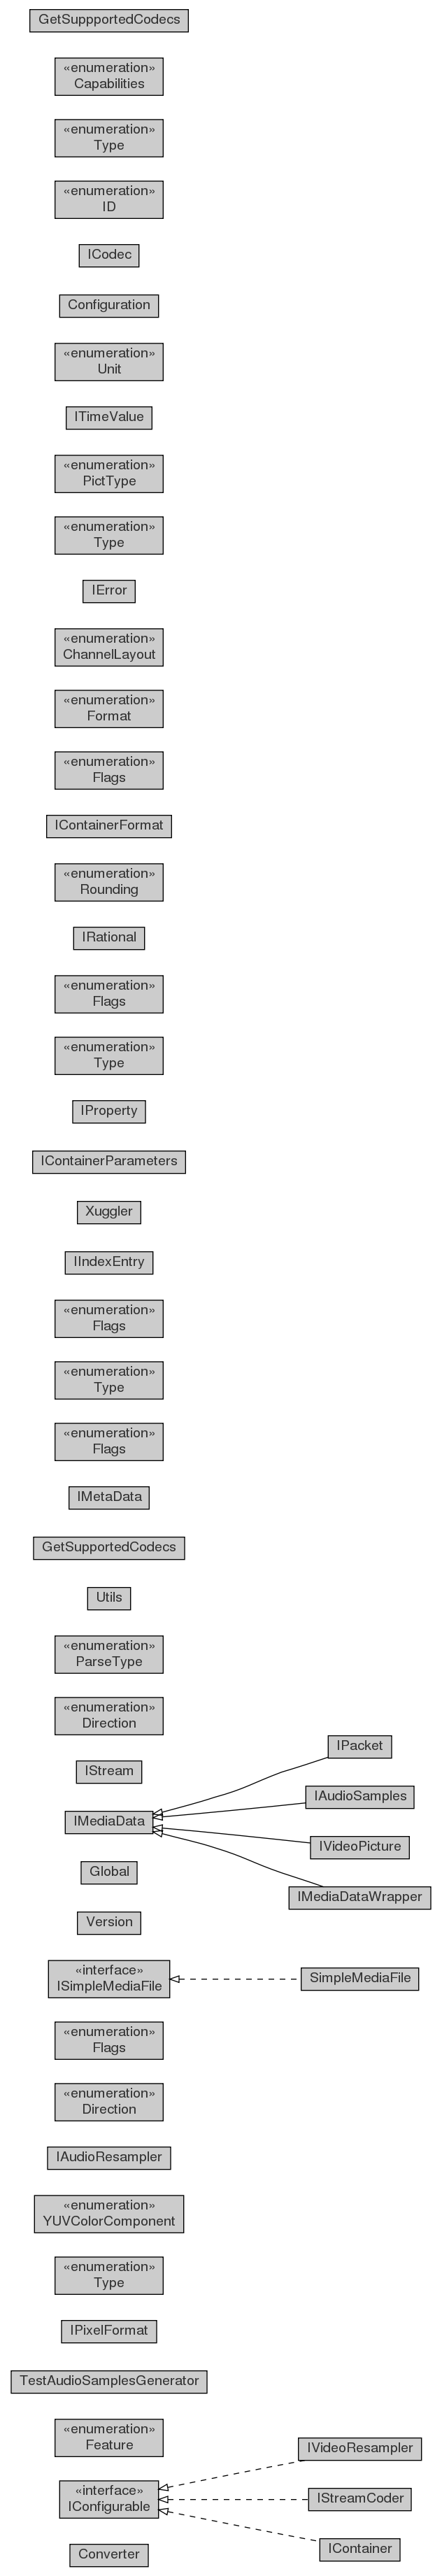 GetSuppportedCodecs
«enumeration»
Capabilities
«enumeration»
Type
«enumeration»
ID
ICodec
Configuration
«enumeration»
Unit
ITimeValue
«enumeration»
PictType
«enumeration»
Type
IError
«enumeration»
ChannelLayout
«enumeration»
Format
«enumeration»
Flags
IContainerFormat
«enumeration»
Rounding
IRational
«enumeration»
Flags
«enumeration»
Type
IProperty
IContainerParameters
Xuggler
IIndexEntry
«enumeration»
Flags
«enumeration»
Type
«enumeration»
Flags
IMetaData
GetSupportedCodecs
Utils
«enumeration»
ParseType
«enumeration»
Direction
IStream
IMediaData
IPacket
IAudioSamples
IVideoPicture
IMediaDataWrapper
Global
Version
«interface»
ISimpleMediaFile
SimpleMediaFile
«enumeration»
Flags
«enumeration»
Direction
IAudioResampler
«enumeration»
YUVColorComponent
«enumeration»
Type
IPixelFormat
TestAudioSamplesGenerator
«enumeration»
Feature
«interface»
IConfigurable
IVideoResampler
IStreamCoder
IContainer
Converter